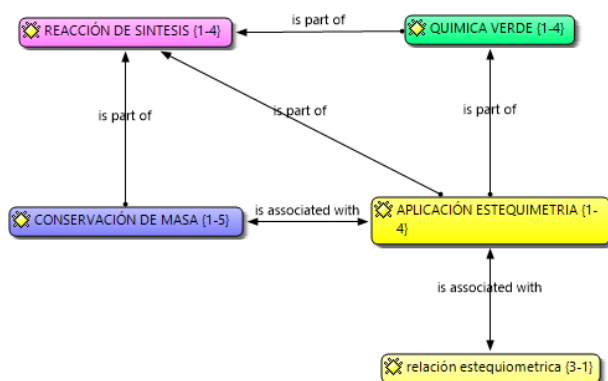 is part of
REACCIÓN DE SINTESIS {1-4}
QUIMICA VERDE {1-4}
is part of
is part of
is part of
CONSERVACIÓN DE MASA {1-5}
is associated with
APLICACIÓN ESTEQUIMETRIA {1-
4}
is associated with
relación estequiometrica {3-1}